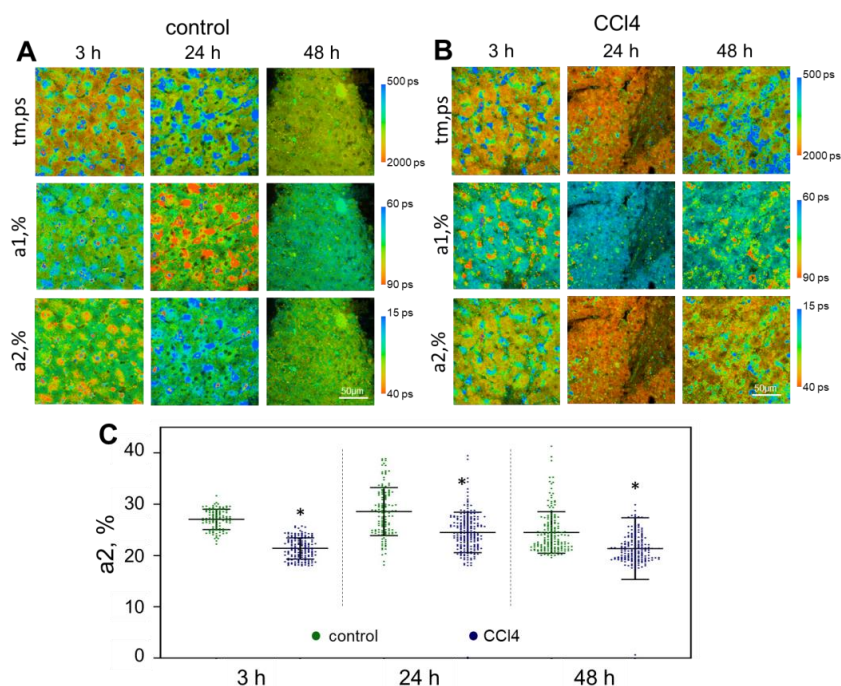 control
A
3 h 24 h 48 h
tm,ps
500 ps
2000 ps
a1,%
60 ps
90 ps
a2,%
15 ps
40 ps
50μm
CCl4
B
3 h 24 h 48 h
tm,ps
500 ps
2000 ps
a1,%
60 ps
90 ps
a2,%
15 ps
40 ps
50μm
C
a2, %
40
30
20
10
0
* * *
control CCl4
3 h 24 h 48 h